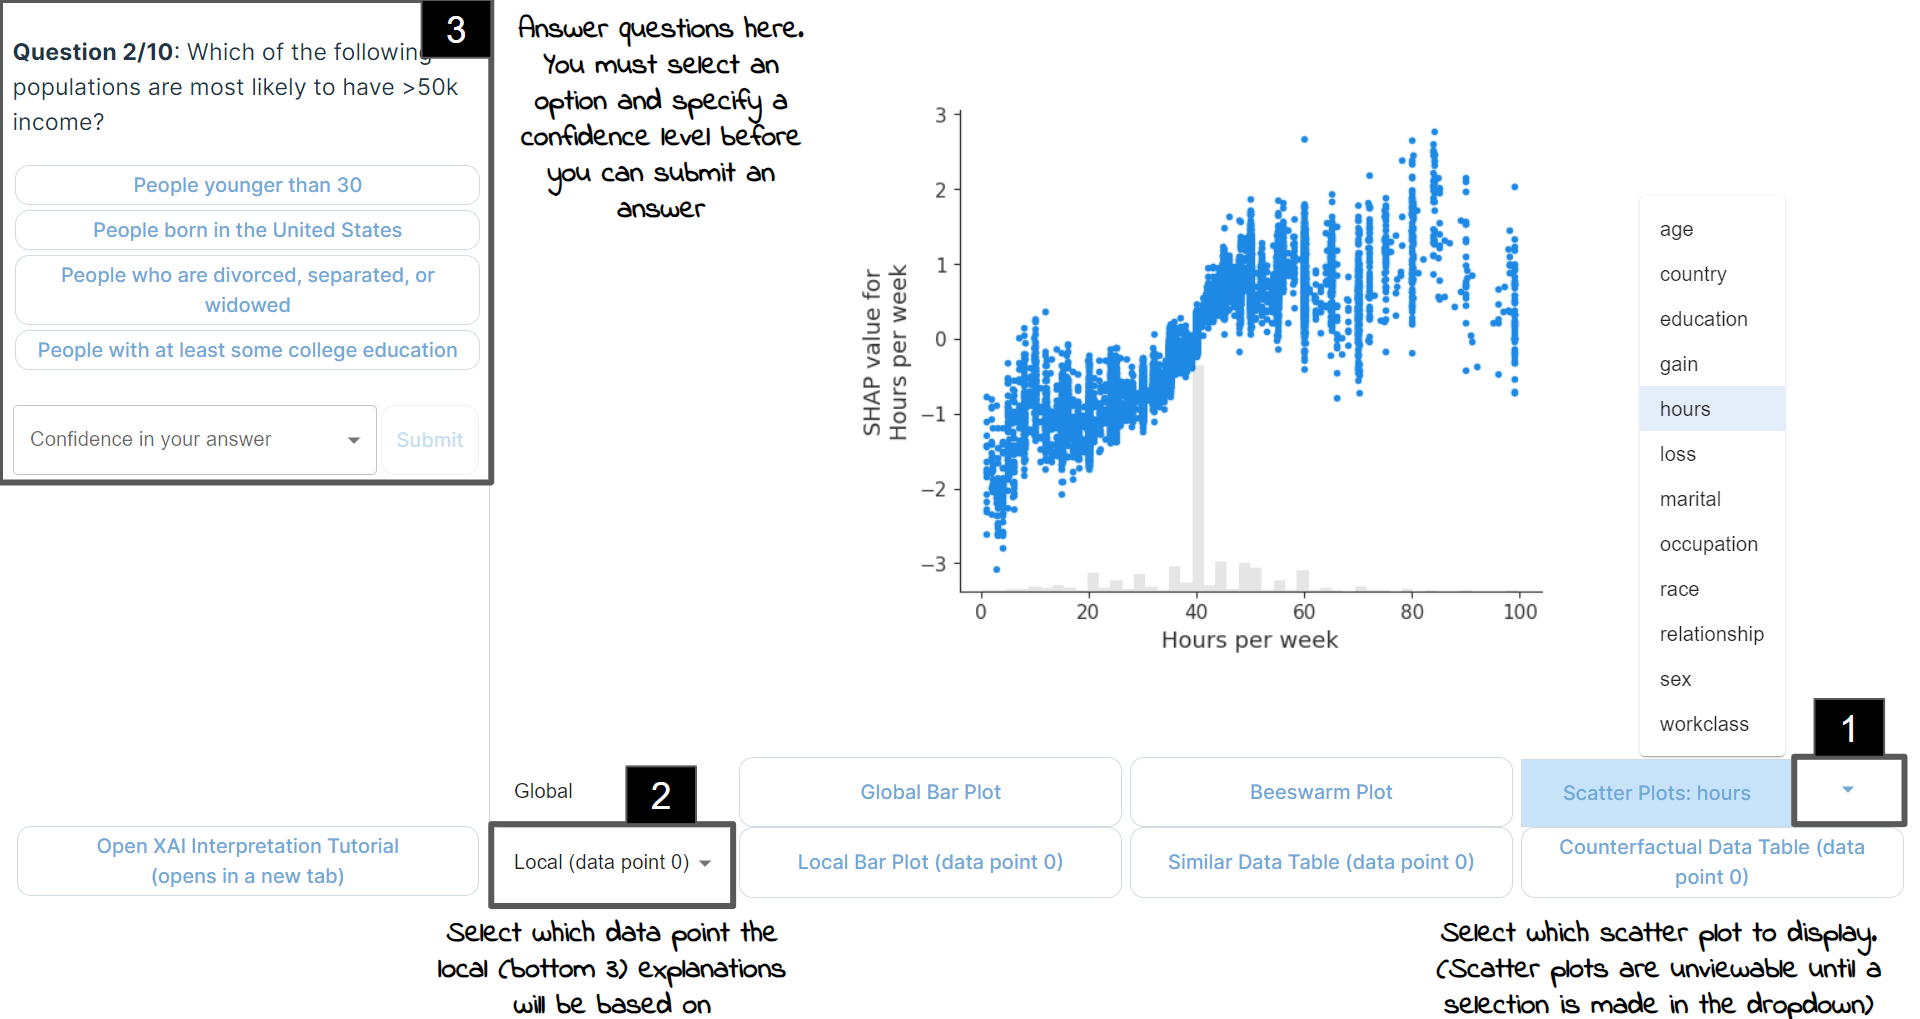 3
Question 2/10: Which of the following
populations are most likely to have >50k
income?
People younger than 30
People born in the United States
People who are divorced, separated, or
widowed
People with at least some college education
Confidence in your answer
Submit
Answer questions here.
You must select an
option and specify a
confidence level before
you can submit an
answer
SHAP value for
Hours per week
3
2
1
0
−1
−2
−3
0 20 40 60 80 100
Hours per week
age
country
education
gain
hours
loss
marital
occupation
race
relationship
sex
workclass
1
Global
2
Global Bar Plot
Beeswarm Plot
Scatter Plots: hours
Open XAI Interpretation Tutorial
(opens in a new tab)
Local (data point 0)
Local Bar Plot (data point 0)
Similar Data Table (data point 0)
Counterfactual Data Table (data
point 0)
Select which data point the
local (bottom 3) explanations
will be based on
Select which scatter plot to display.
(Scatter plots are unviewable until a
selection is made in the dropdown)